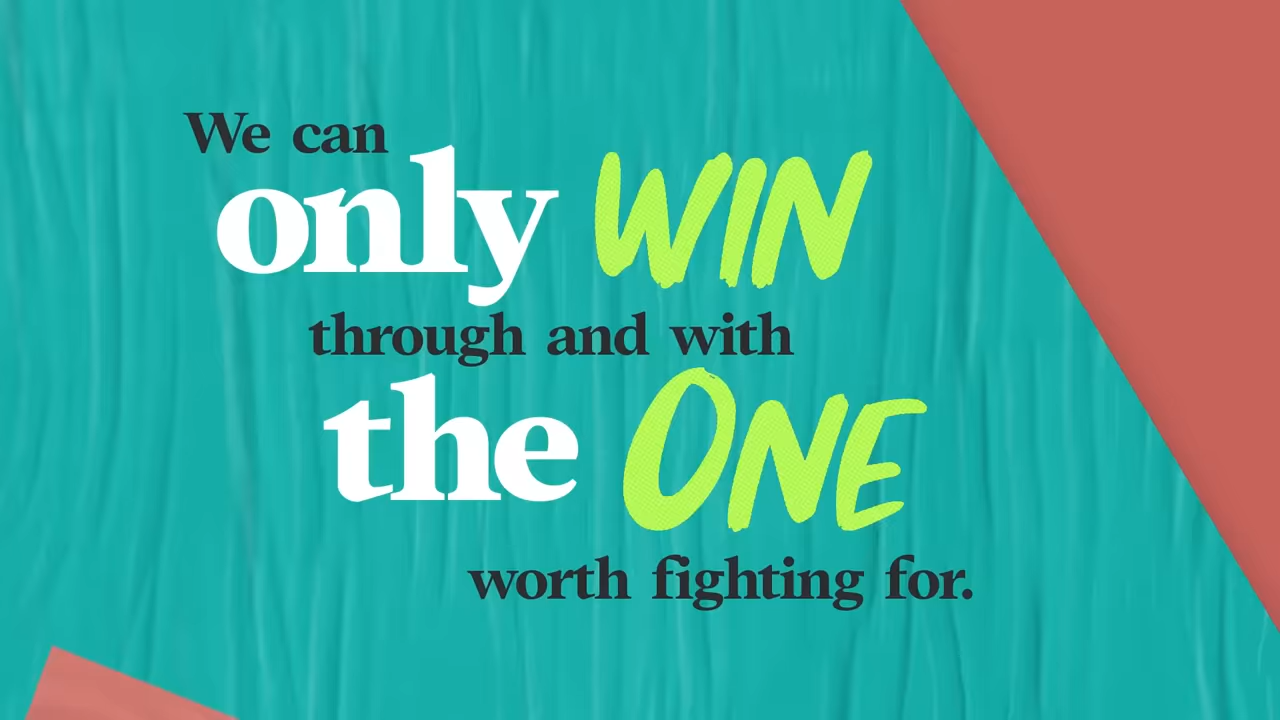 We can
only WIN
through and with
the ONE
worth fighting for.